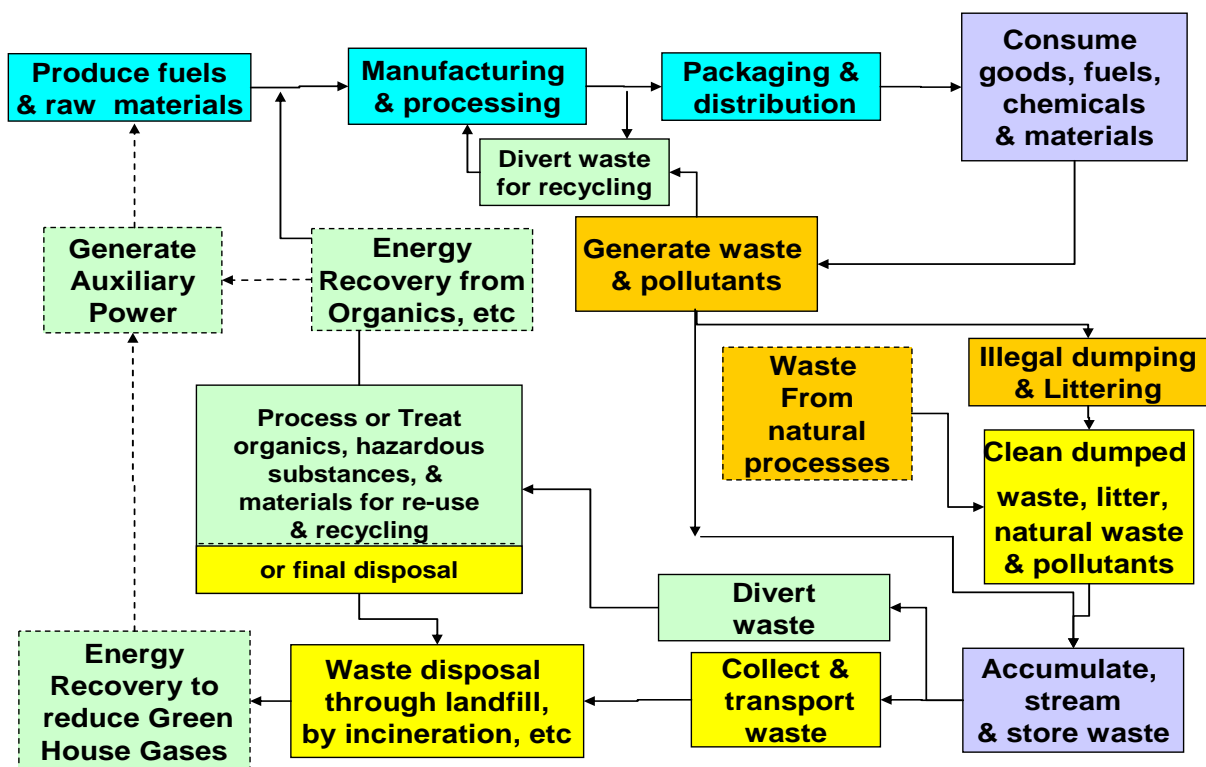 Produce fuels
& raw  materials
Manufacturing
& processing
Packaging &
distribution
Consume
goods, fuels,
chemicals
& materials
Divert waste
for recycling
Generate
Auxiliary
Power
Energy
Recovery from
Organics, etc
Generate waste
& pollutants
Waste
From
natural
processes
Illegal dumping
& Littering
Clean dumped
waste, litter,
natural waste
& pollutants
Process or Treat
organics, hazardous
substances, &
materials for re-use
& recycling
or final disposal
Divert
waste
Energy
Recovery to
reduce Green
House Gases
Waste disposal
through landfill,
by incineration, etc
Collect &
transport
waste
Accumulate,
stream
& store waste